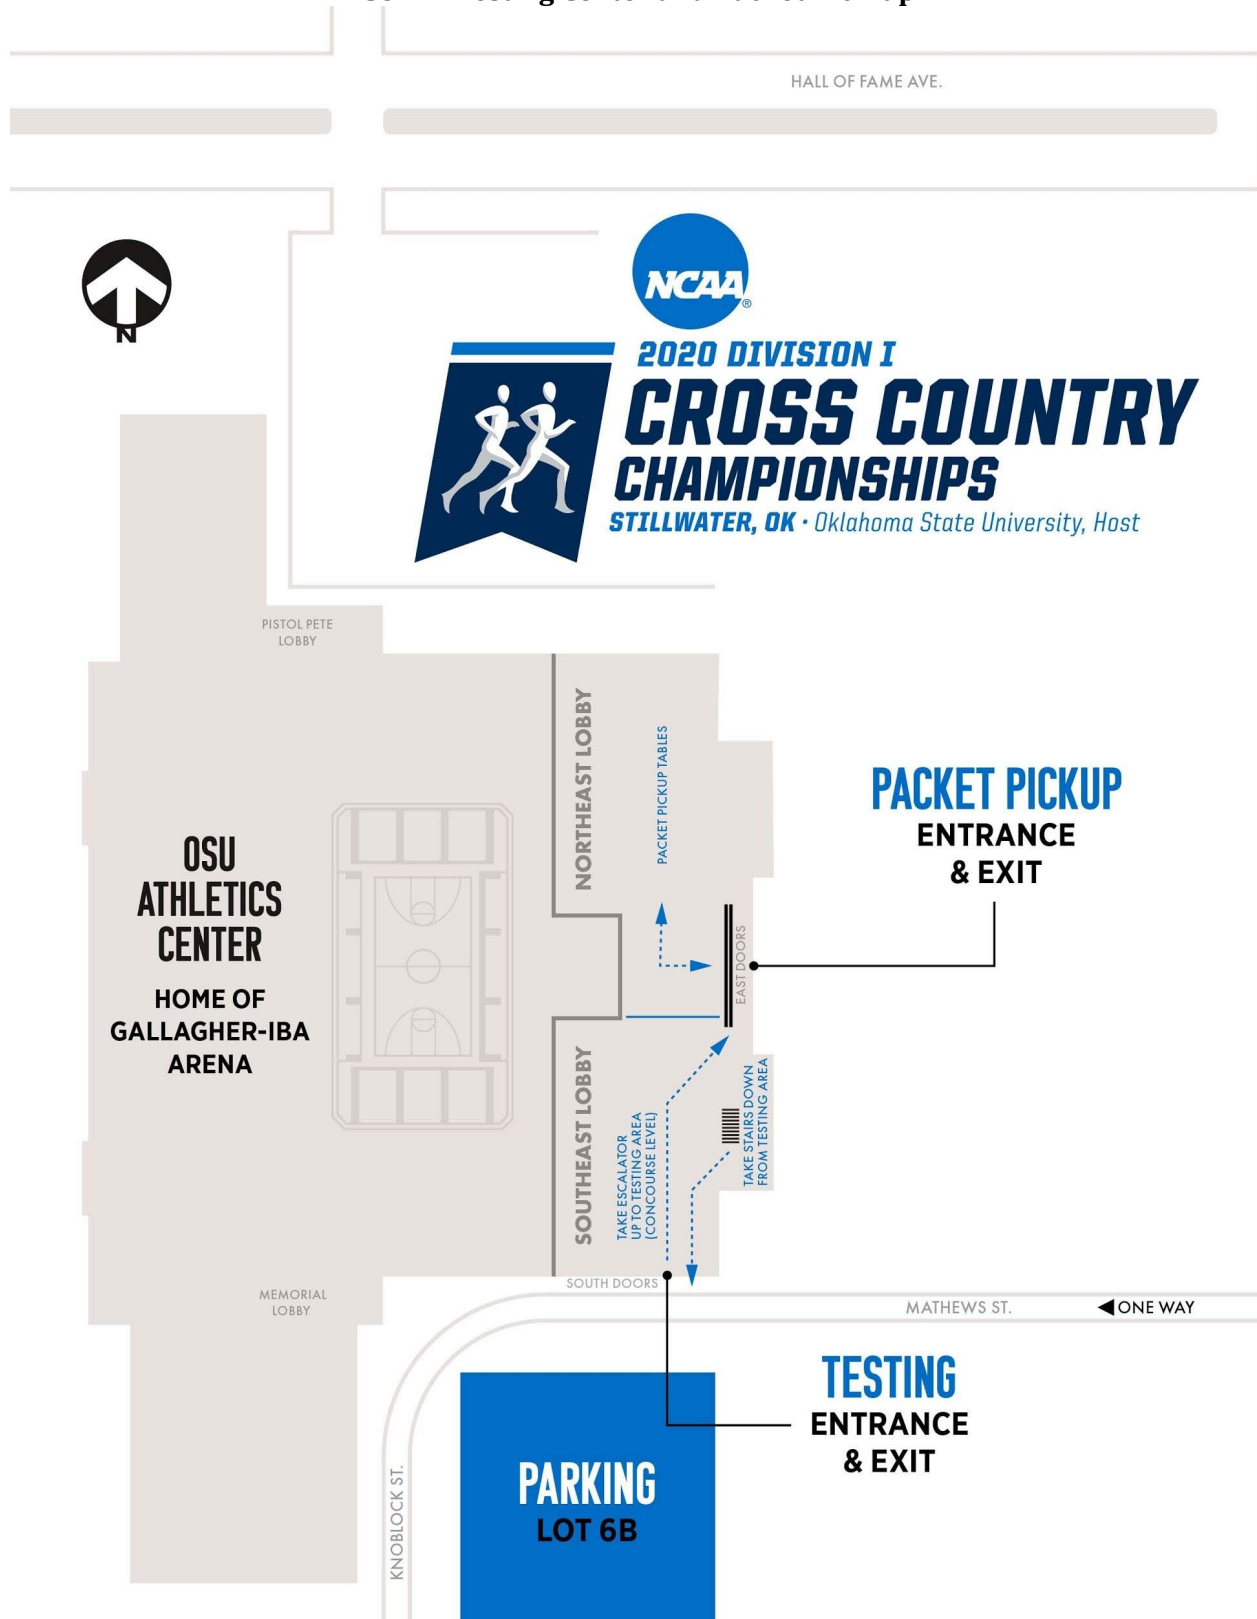 HALL OF FAME AVE.
N
NCAA®
2020 DIVISION I
CROSS COUNTRY
CHAMPIONSHIPS
STILLWATER, OK • Oklahoma State University, Host
PISTOL PETE
LOBBY
NORTHEAST LOBBY
PACKET PICKUP TABLES
PACKET PICKUP
ENTRANCE
& EXIT
OSU
ATHLETICS
CENTER
HOME OF
GALLAGHER-IBA
ARENA
EAST DOORS
SOUTHEAST LOBBY
TAKE ESCALATOR
UP TO TESTING AREA
(CONCOURSE LEVEL)
TAKE STAIRS DOWN
FROM TESTING AREA
SOUTH DOORS
MEMORIAL
LOBBY
MATHEWS ST.
ONE WAY
TESTING
ENTRANCE
& EXIT
PARKING
LOT 6B
KNOBLOCK ST.